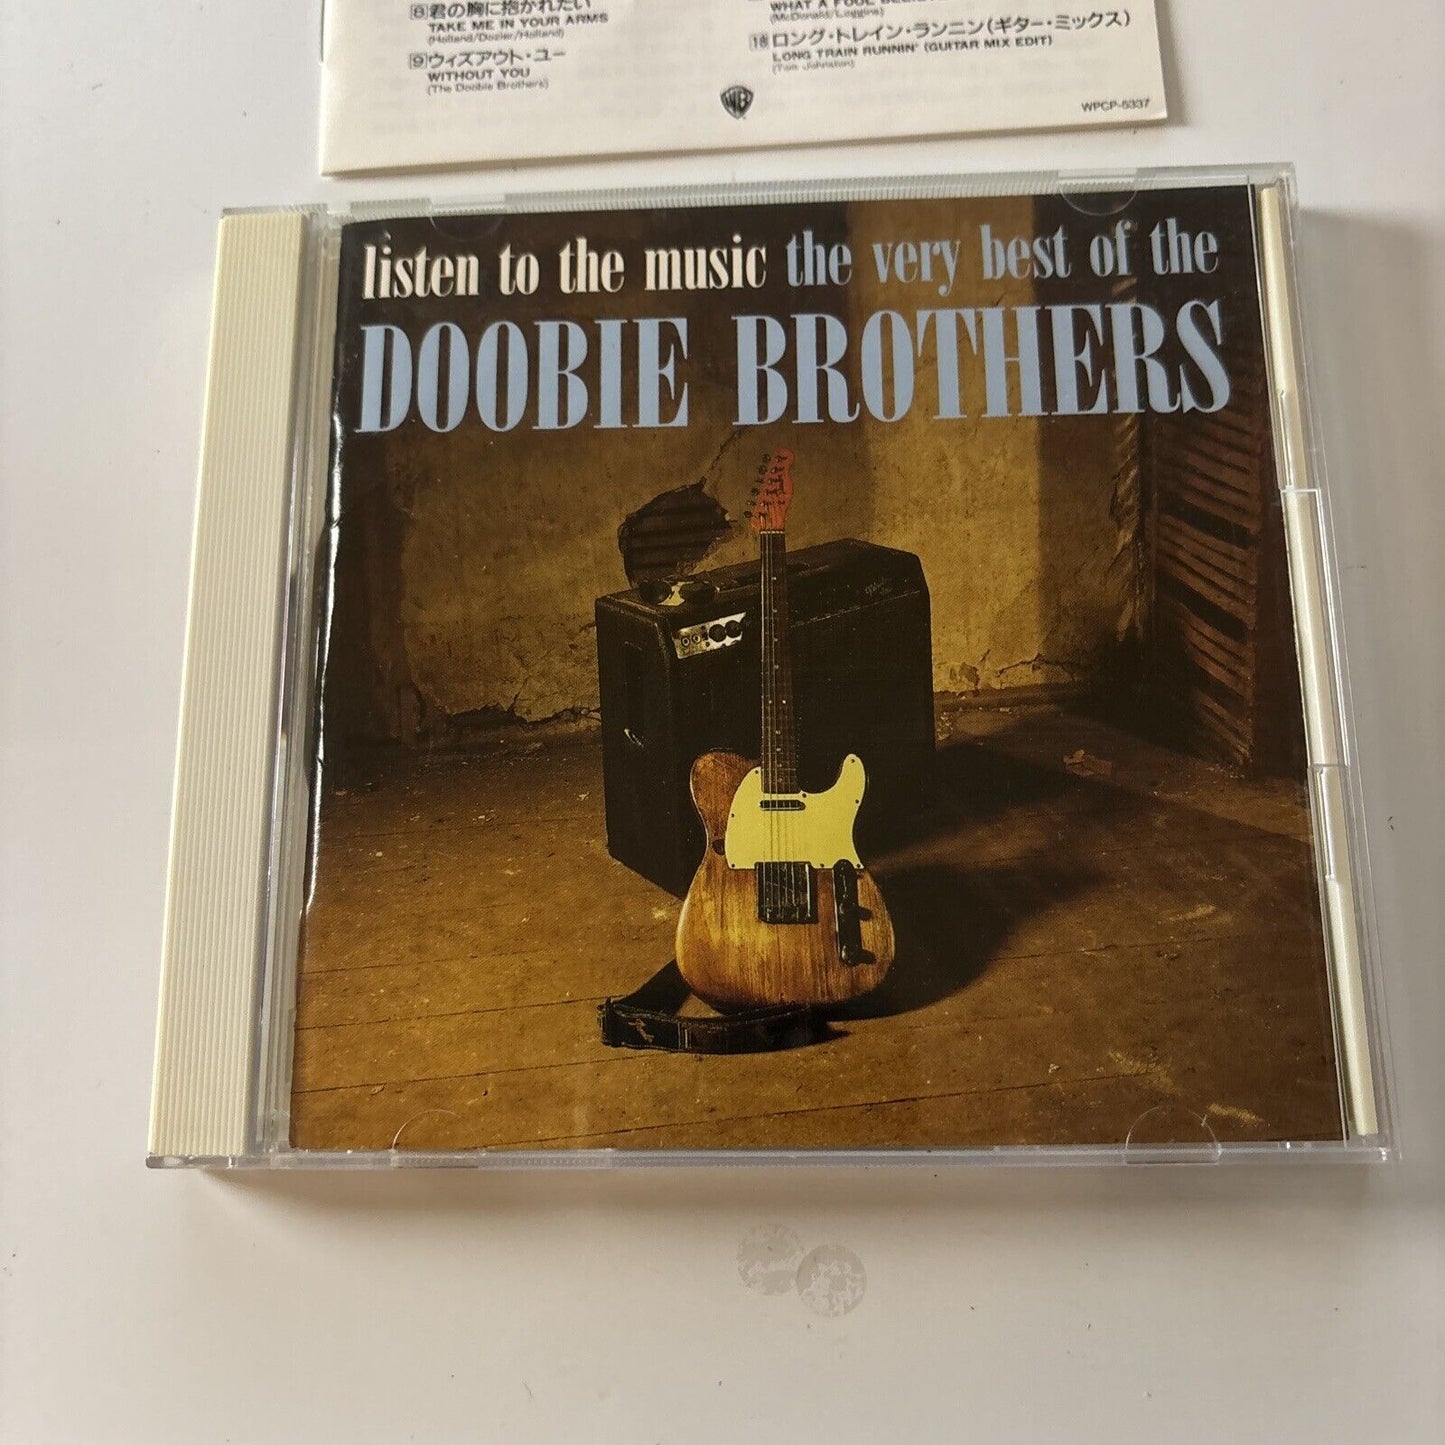 ⑧君の胸に抱かれたい
TAKE ME IN YOUR ARMS
(Holland/Dozier/Holland)
⑨ウィズアウト・ユー
WITHOUT YOU
(The Doobie Brothers)
WHAT A FOOL
(McDonald/Loggins)
⑱ロング・トレイン・ランニン(ギター・ミックス)
LONG TRAIN RUNNIN' (GUITAR MIX EDIT)
(Tom Johnston)
WB
WPCP-5337
listen to the music the very best of the
DOOBIE BROTHERS